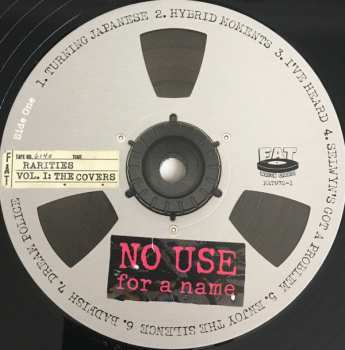 Side One
1. TURNING JAPANESE 2. HYBRID MOMENTS 3. I'VE HEARD 4. SELWYN'S GOT A PROBLEM 5. ENJOY THE SILENCE 6. BADFISH 7. DREAM POLICE
FAT
TAPE NO.
RARITIES
VOL. I: THE COVERS
FAT
WRECK CHORDS
FAT972-1
NO USE
for a name